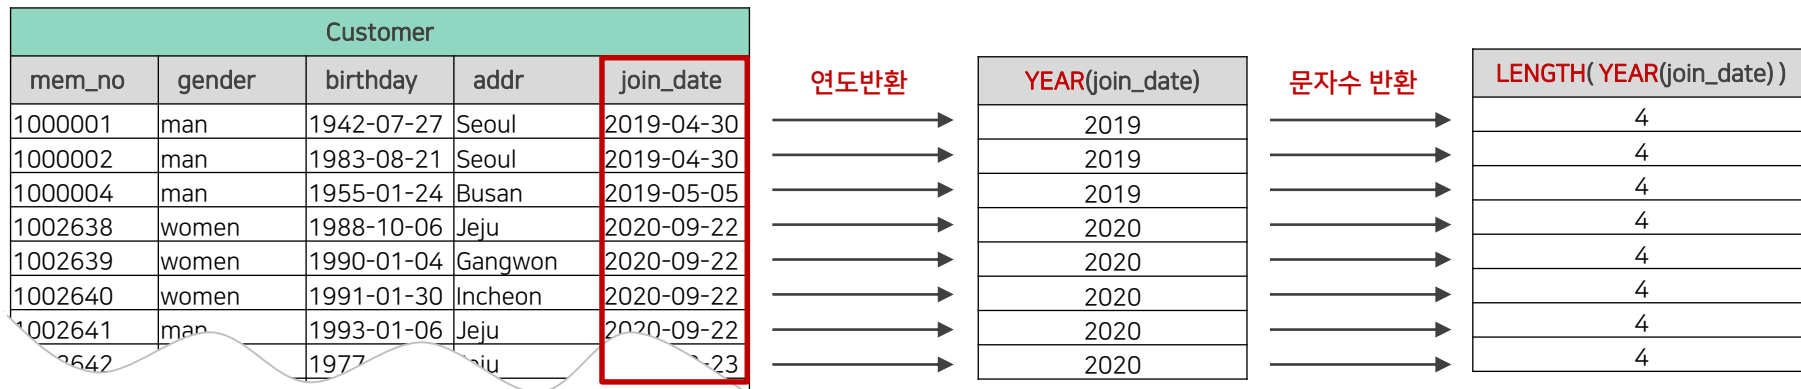 Customer
mem_no gender birthday addr join_date
1000001 man 1942-07-27 Seoul 2019-04-30
1000002 man 1983-08-21 Seoul 2019-04-30
1000004 man 1955-01-24 Busan 2019-05-05
1002638 women 1988-10-06 Jeju 2020-09-22
1002639 women 1990-01-04 Gangwon 2020-09-22
1002640 women 1991-01-30 Incheon 2020-09-22
1002641 man 1993-01-06 Jeju 2020-09-22
1977
연도반환
YEAR(join_date)
2019
2019
2019
2020
2020
2020
2020
2020
문자수 반환
LENGTH( YEAR(join_date) )
4
4
4
4
4
4
4
4